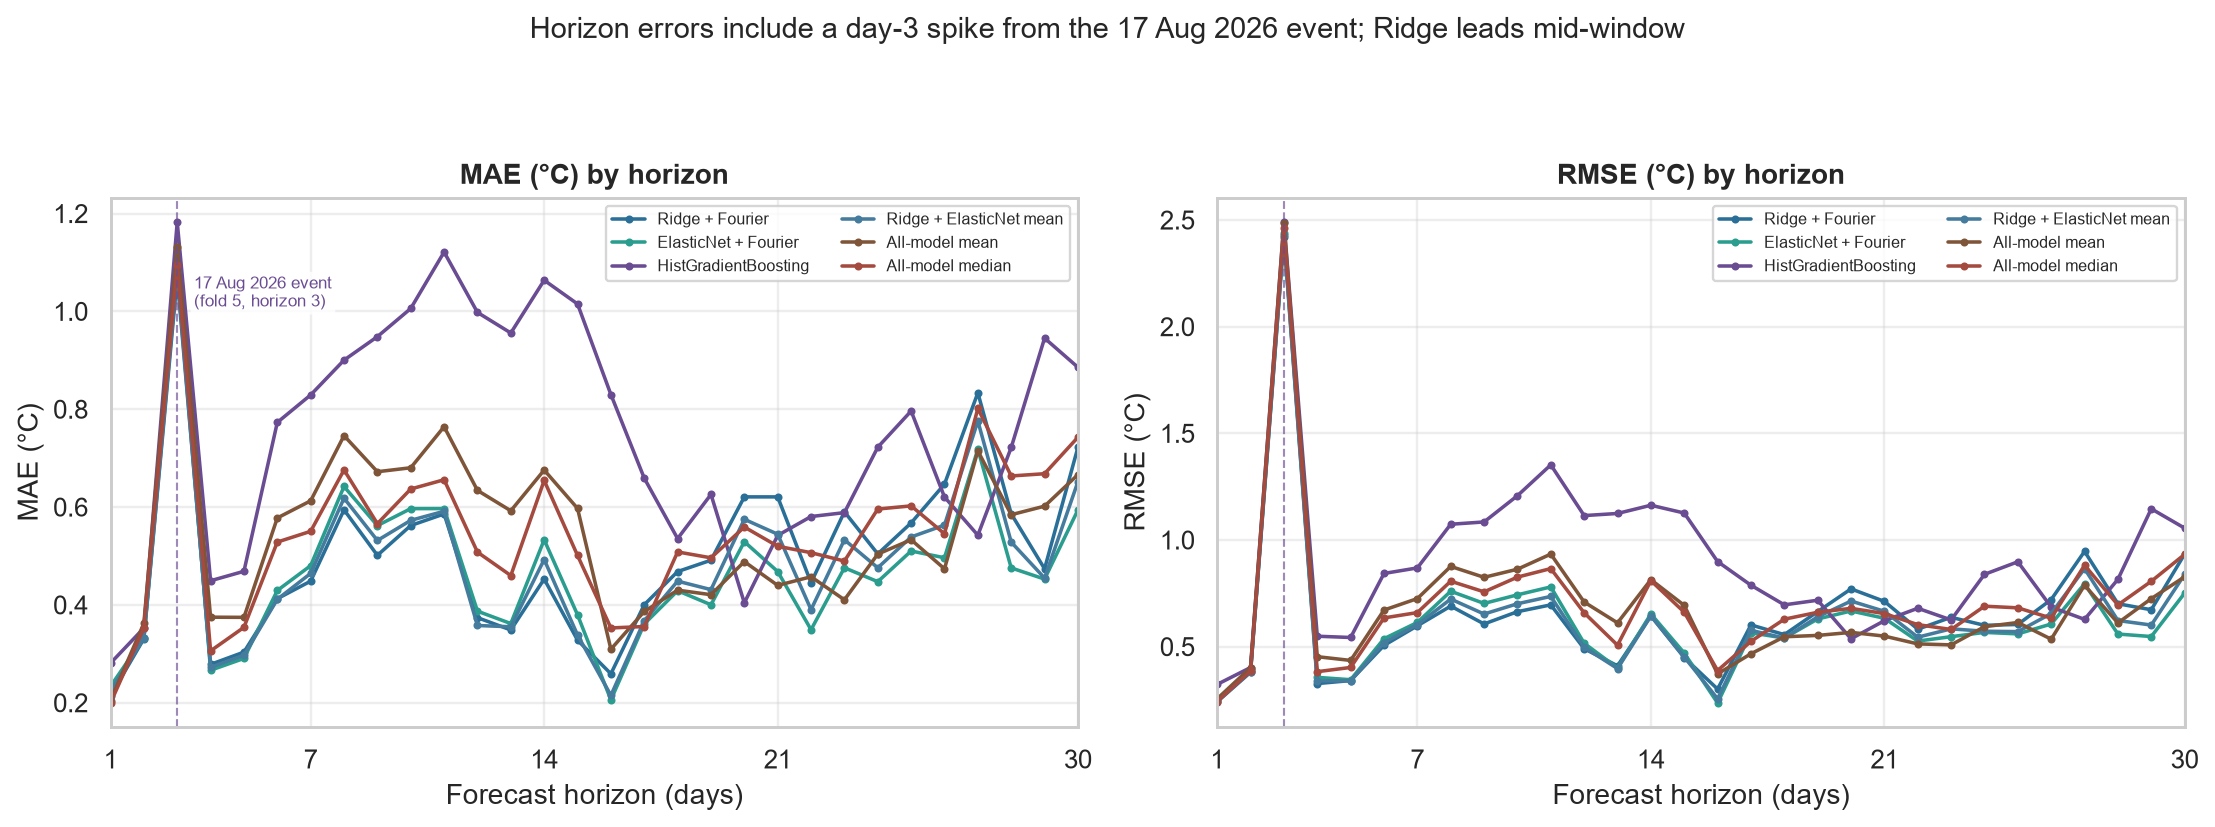 Horizon errors include a day-3 spike from the 17 Aug 2026 event; Ridge leads mid-window
MAE (°C) by horizon
Ridge + Fourier
ElasticNet + Fourier
HistGradientBoosting
Ridge + ElasticNet mean
All-model mean
All-model median
17 Aug 2026 event
(fold 5, horizon 3)
MAE (°C)
1.2
1.0
0.8
0.6
0.4
0.2
1 7 14 21 30
Forecast horizon (days)
RMSE (°C) by horizon
Ridge + Fourier
ElasticNet + Fourier
HistGradientBoosting
Ridge + ElasticNet mean
All-model mean
All-model median
RMSE (°C)
2.5
2.0
1.5
1.0
0.5
1 7 14 21 30
Forecast horizon (days)